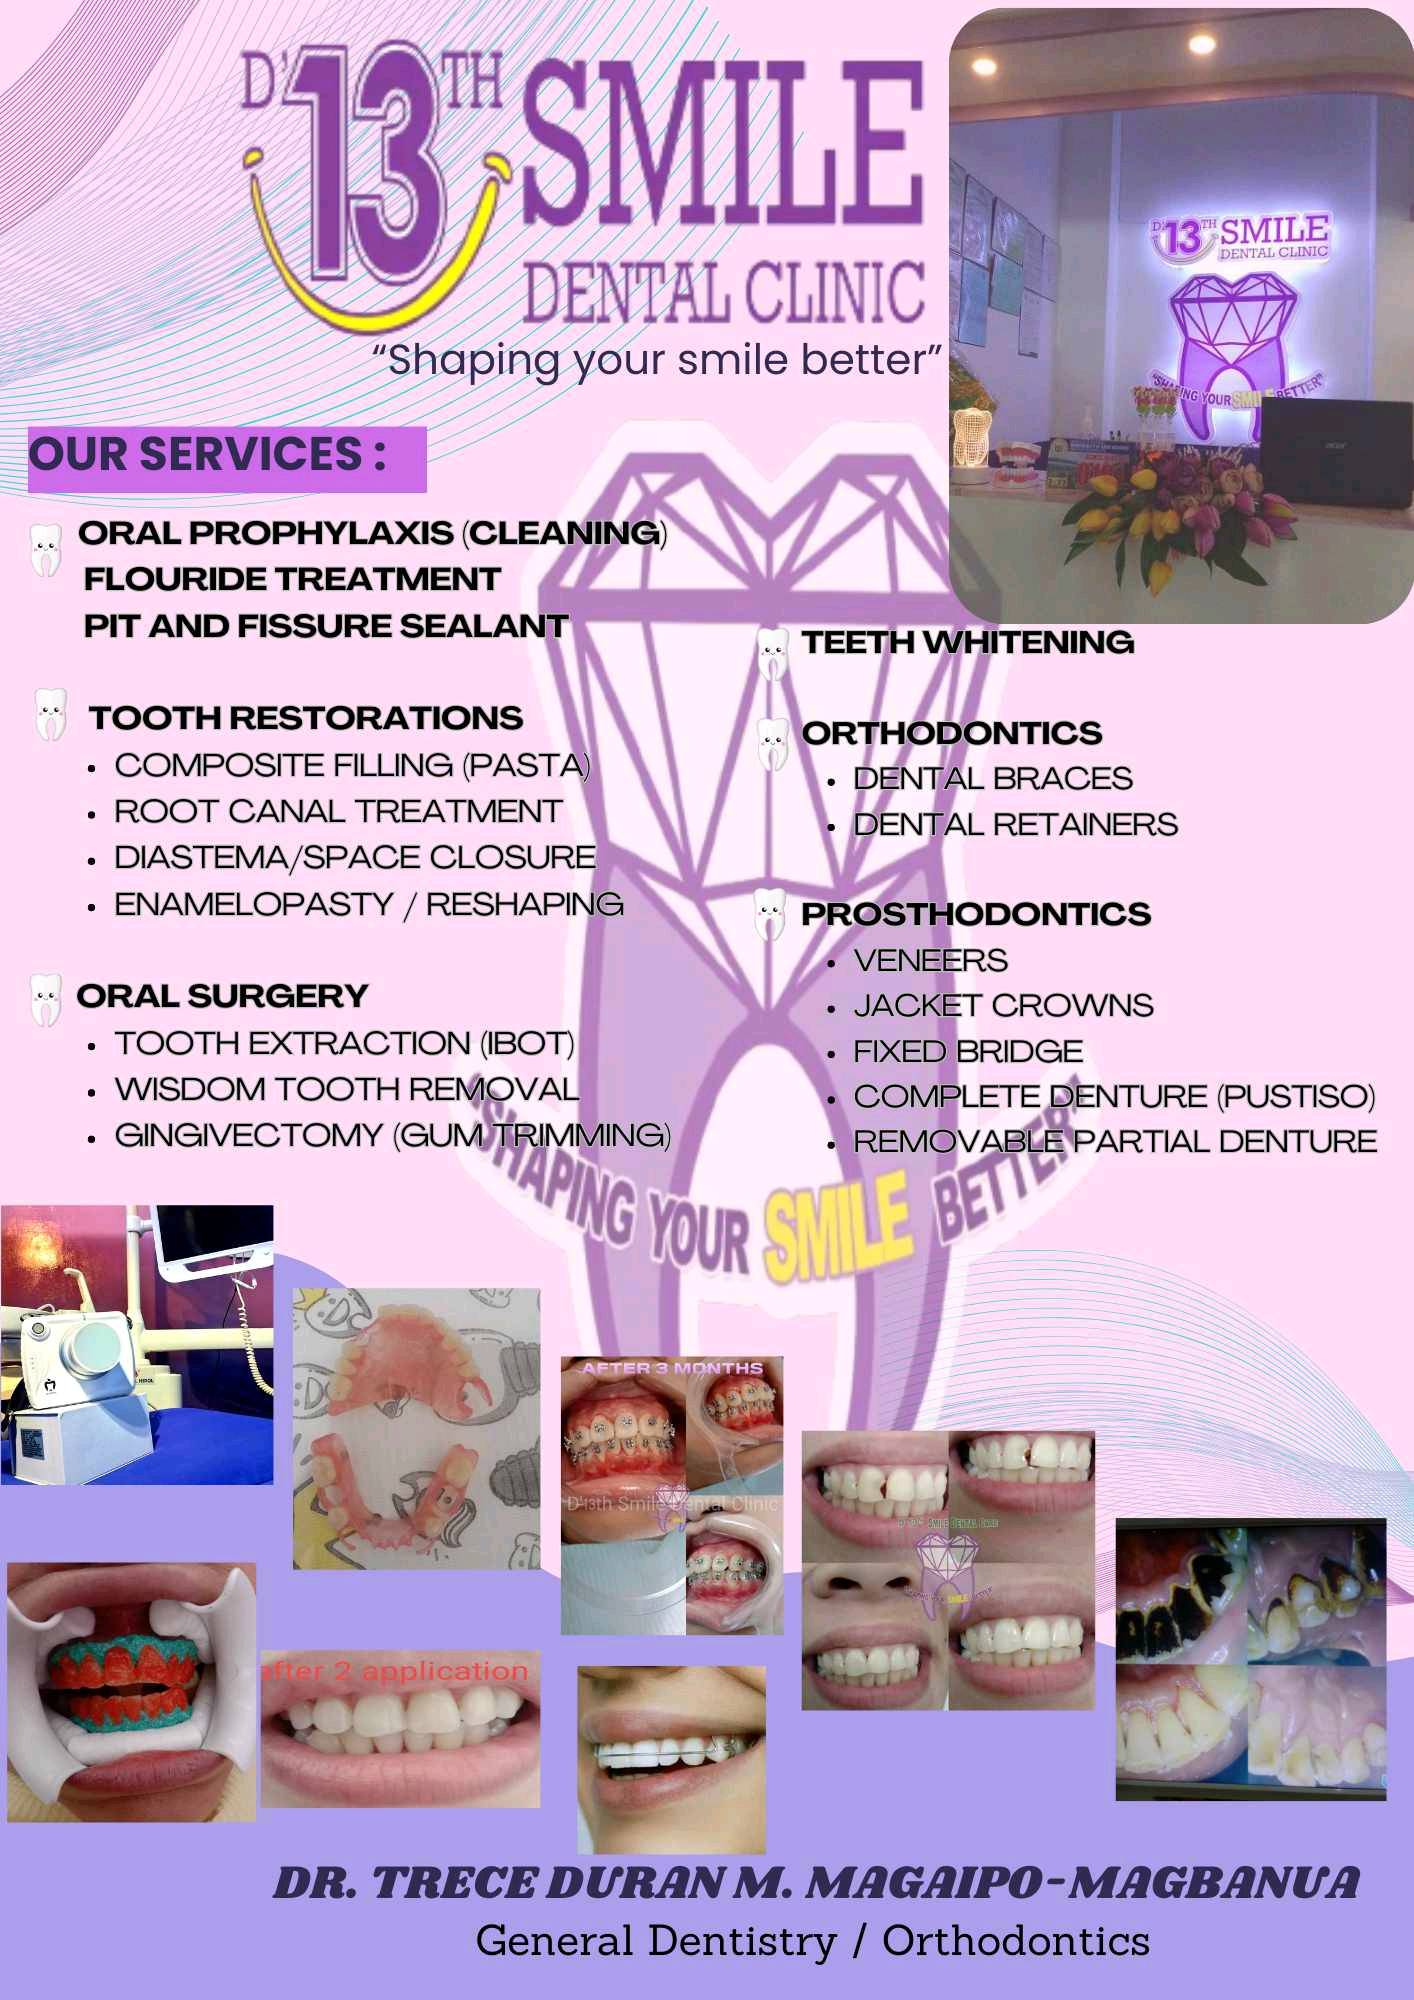 D'13TH SMILE
DENTAL CLINIC
“Shaping your smile better”
D'13TH SMILE
DENTAL CLINIC
"SHAPING YOUR SMILE BETTER"
acer
OUR SERVICES :
ORAL PROPHYLAXIS (CLEANING)
FLOURIDE TREATMENT
PIT AND FISSURE SEALANT
TOOTH RESTORATIONS
• COMPOSITE FILLING (PASTA)
• ROOT CANAL TREATMENT
• DIASTEMA/SPACE CLOSURE
• ENAMELOPASTY / RESHAPING
ORAL SURGERY
• TOOTH EXTRACTION (IBOT)
• WISDOM TOOTH REMOVAL
• GINGIVECTOMY (GUM TRIMMING)
TEETH WHITENING
ORTHODONTICS
• DENTAL BRACES
• DENTAL RETAINERS
PROSTHODONTICS
• VENEERS
• JACKET CROWNS
• FIXED BRIDGE
• COMPLETE DENTURE (PUSTISO)
• REMOVABLE PARTIAL DENTURE
"SHAPING YOUR SMILE BETTER"
AFTER 3 MONTHS
D'13th Smile Dental Clinic
SMILE DENTAL CARE
after 2 application
DR. TRECE DURAN M. MAGAIPO-MAGBANUA
General Dentistry / Orthodontics